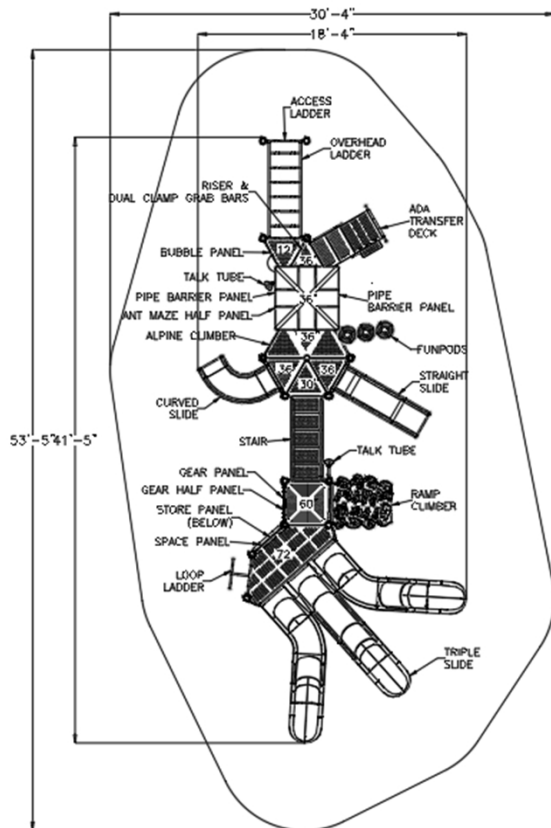 30'-4"
18'-4"
ACCESS
LADDER
OVERHEAD
LADDER
RISER &
DUAL CLAMP GRAB BARS
ADA
TRANSFER
DECK
BUBBLE PANEL
12
36
TALK TUBE
PIPE BARRIER PANEL
36"
PIPE
BARRIER PANEL
ANT MAZE HALF PANEL
ALPINE CLIMBER
36"
FUNPODS
36
36
30
STRAIGHT
SLIDE
CURVED
SLIDE
53'-5"
41'-5"
STAIR
TALK TUBE
GEAR PANEL
GEAR HALF PANEL
60
RAMP
CLIMBER
STORE PANEL
(BELOW)
SPACE PANEL
72
LOOP
LADDER
TRIPLE
SLIDE